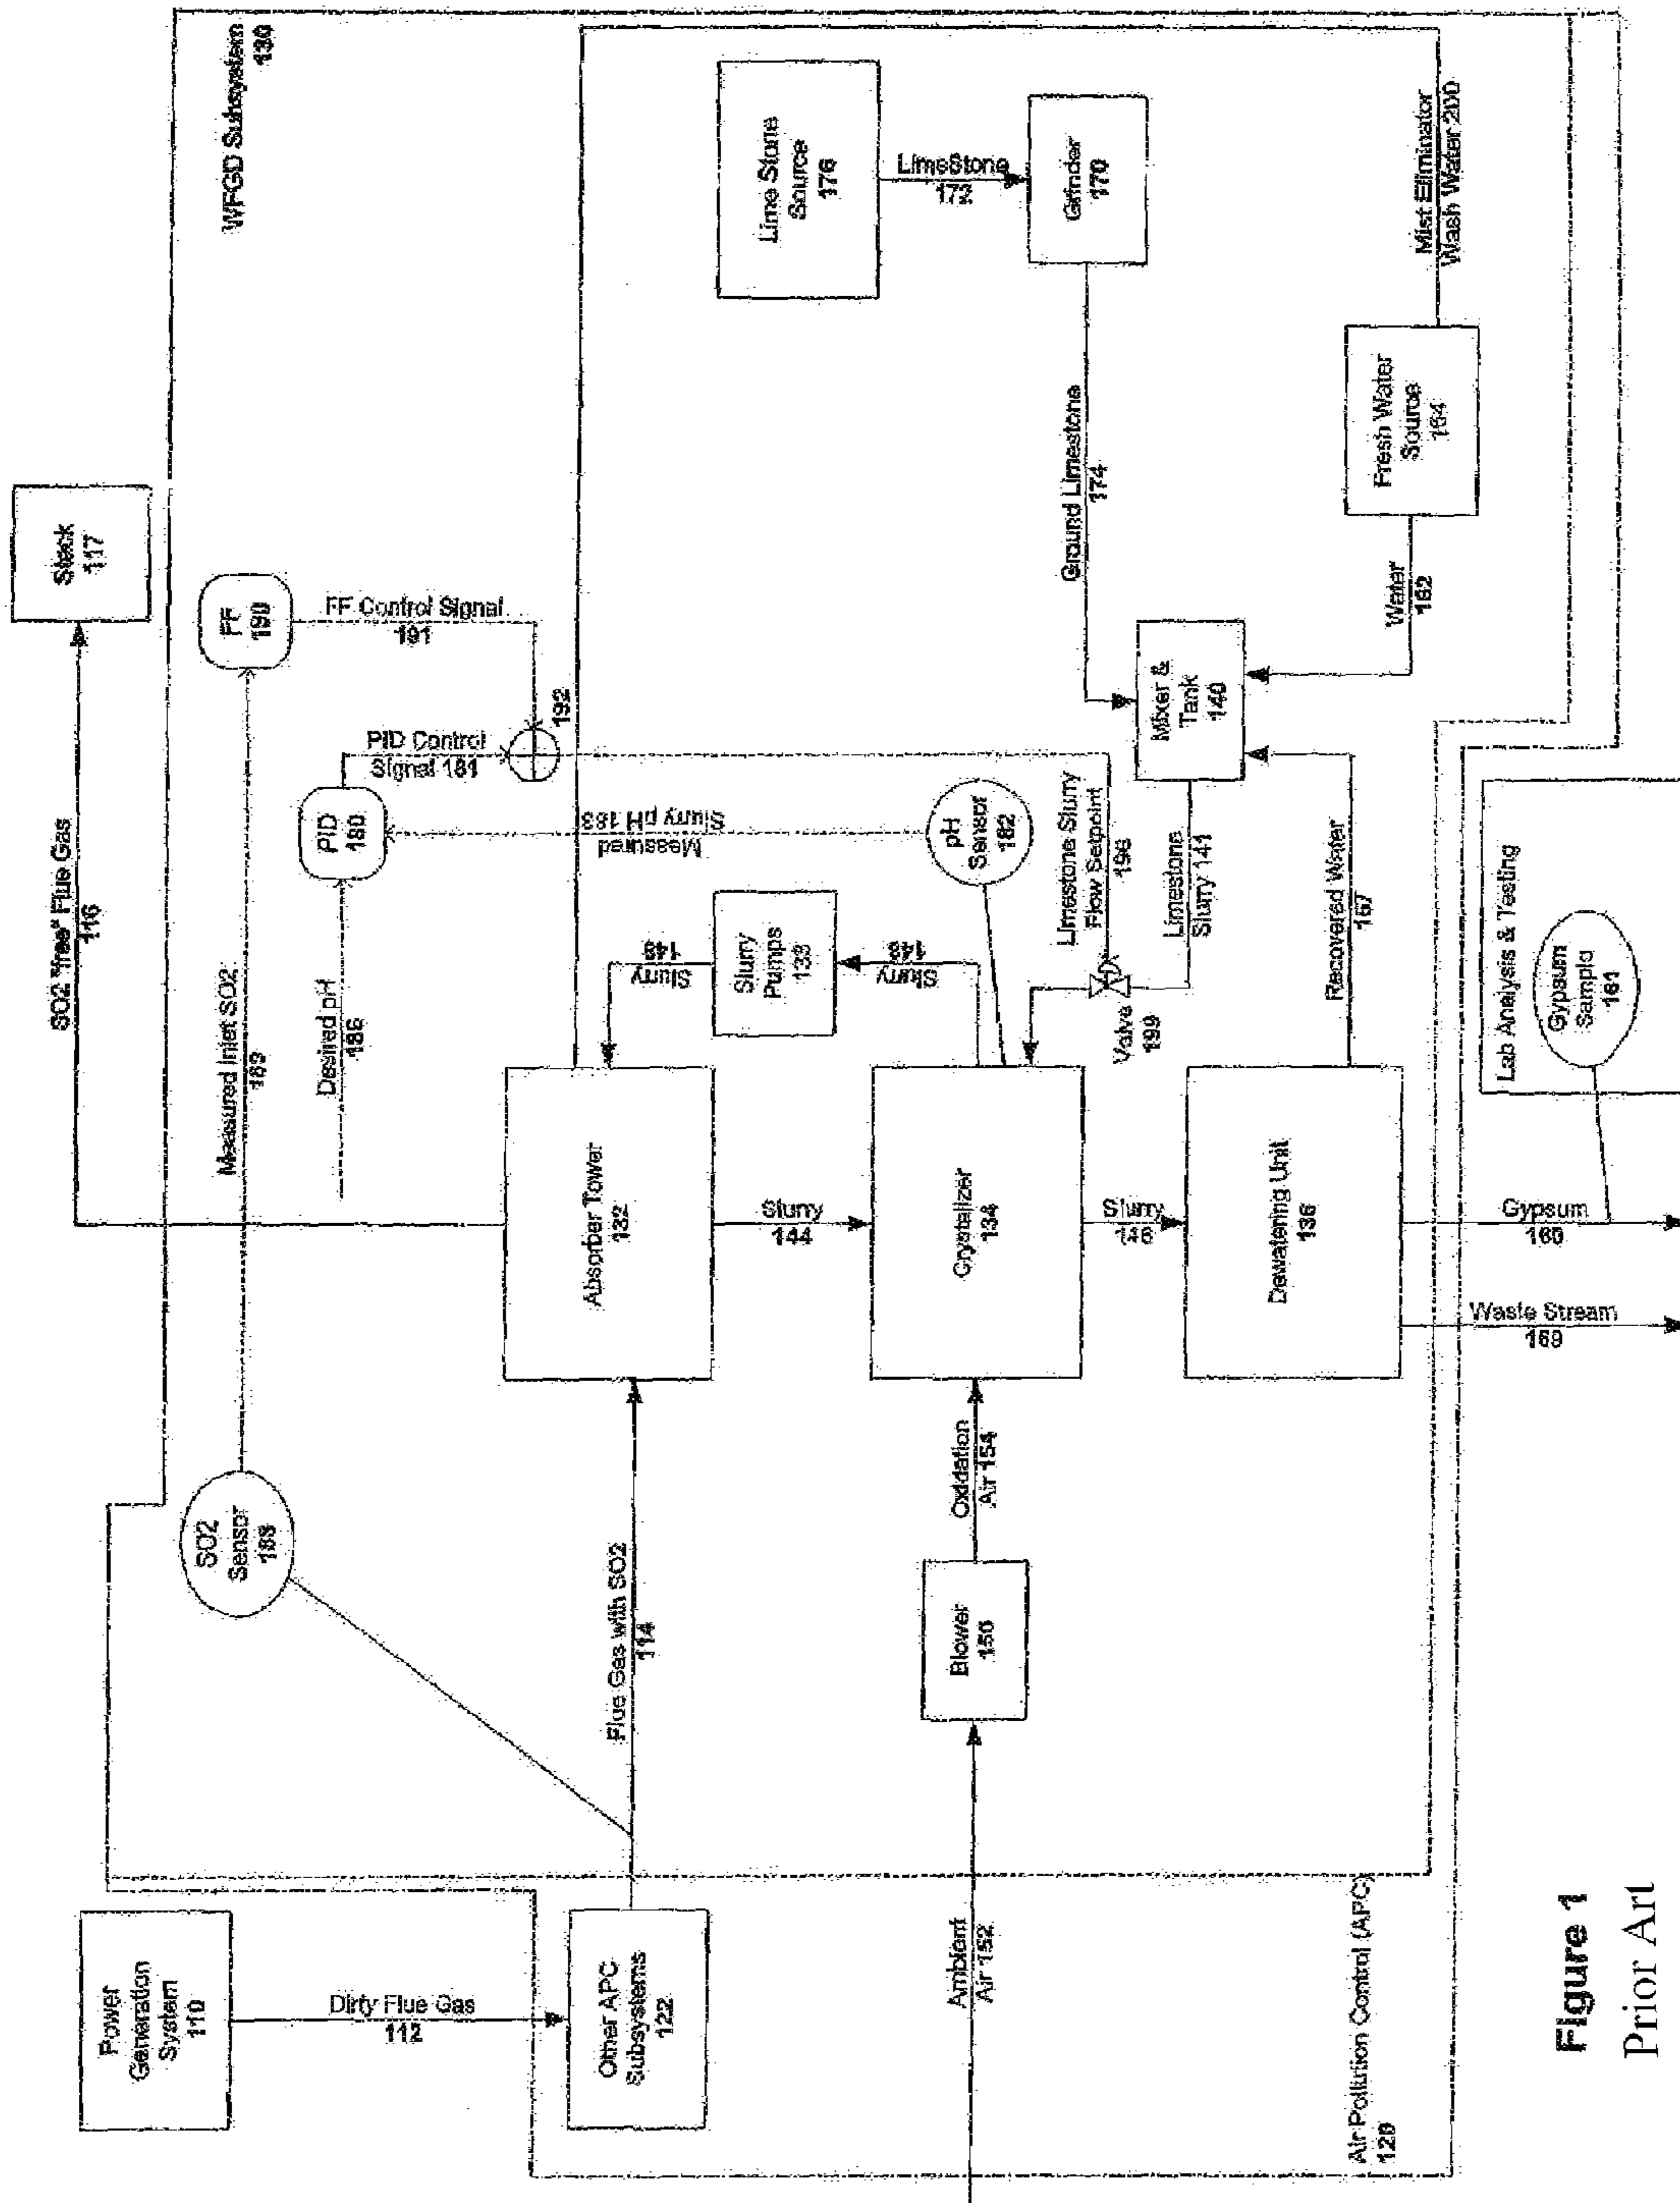 Power
Generation
System
110
Dirty Flue Gas
112
Other APC
Subsystems
122
Air Pollution Control (APC)
120
Ambient
Air 152
SO2
Sensor
188
Measured Inlet SO2
189
Flue Gas with SO2
114
Blower
150
Oxidation
Air 154
SO2 "free" Flue Gas
116
Stack
117
WFGD Subsystem
130
Desired pH
186
PID
180
FF
190
FF Control Signal
191
PID Control
Signal 181
192
Measured
Slurry pH 183
Absorber Tower
132
Slurry
144
Slurry
148
Slurry
Pumps
133
Slurry
148
pH
Sensor
182
Crystalizer
134
Slurry
146
Valve
199
Limestone Slurry
Flow Setpoint
196
Limestone
Slurry 141
Dewatering Unit
136
Recovered Water
167
Mixer &
Tank
140
Ground Limestone
174
Lime Stone
Source
176
LimeStone
Grinder
170
Water
162
Fresh Water
Source
164
Mist Eliminator
Wash Water 200
Gypsum
160
Waste Stream
169
Lab Analysis & Testing
Gypsum
Sample
161
Figure 1
Prior Art